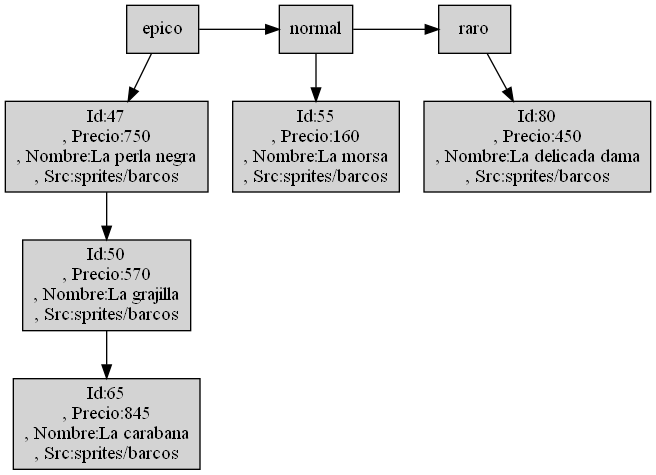 epico
normal
raro
Id:47
, Precio:750
, Nombre:La perla negra
, Src:sprites/barcos
Id:55
, Precio:160
, Nombre:La morsa
, Src:sprites/barcos
Id:80
, Precio:450
, Nombre:La delicada dama
, Src:sprites/barcos
Id:50
, Precio:570
, Nombre:La grajilla
, Src:sprites/barcos
Id:65
, Precio:845
, Nombre:La carabana
, Src:sprites/barcos